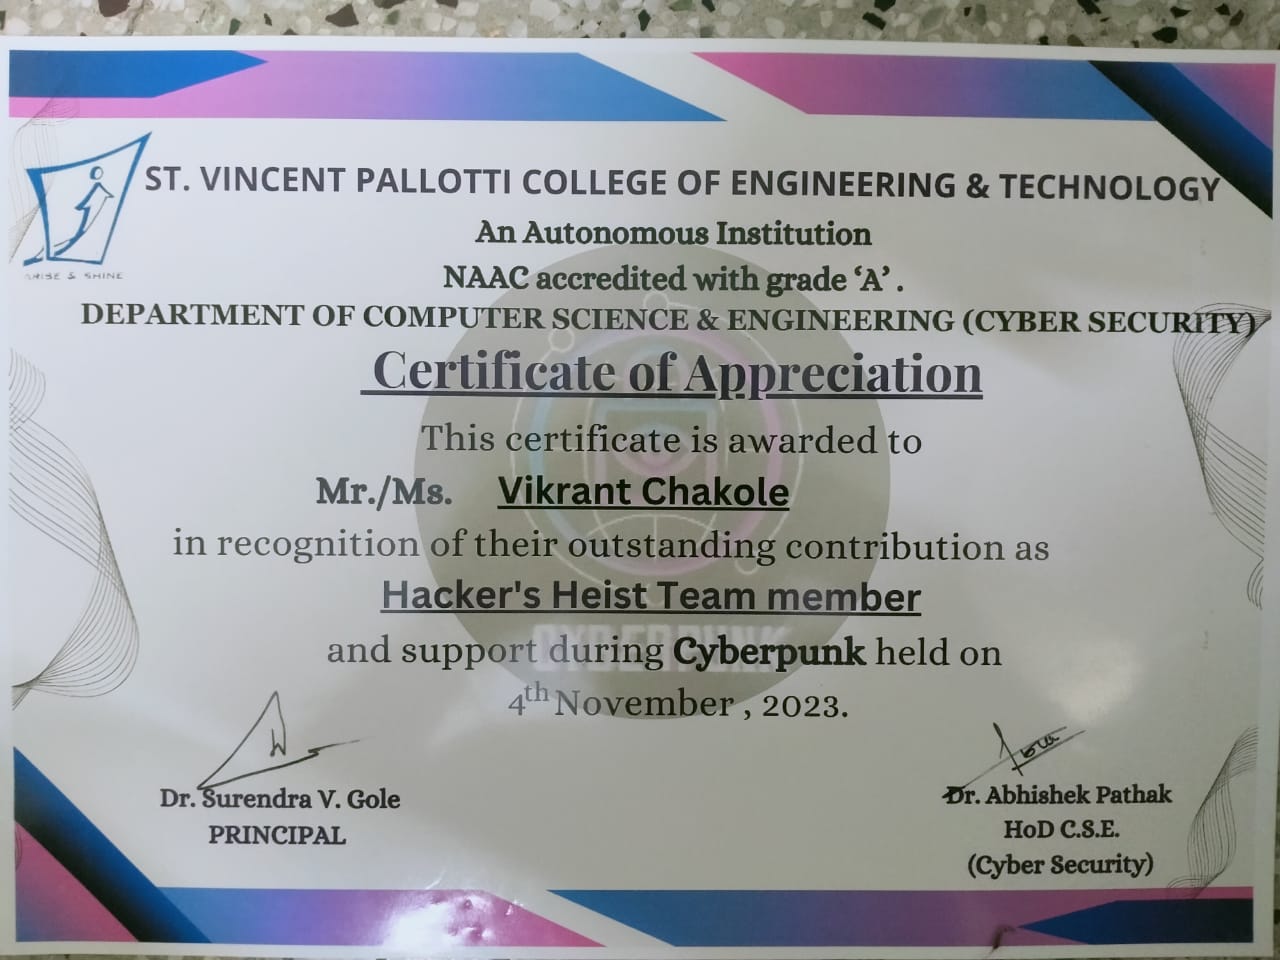 ST. VINCENT PALLOTTI COLLEGE OF ENGINEERING & TECHNOLOGY
ARISE & SHINE
An Autonomous Institution
NAAC accredited with grade ‘A’ .
DEPARTMENT OF COMPUTER SCIENCE & ENGINEERING (CYBER SECURITY)
Certificate of Appreciation
This certificate is awarded to
Mr./Ms. Vikrant Chakole
in recognition of their outstanding contribution as
Hacker's Heist Team member
CYBERPUNK
and support during Cyberpunk held on
4th November , 2023.
Dr. Surendra V. Gole
PRINCIPAL
Dr. Abhishek Pathak
HoD C.S.E.
(Cyber Security)